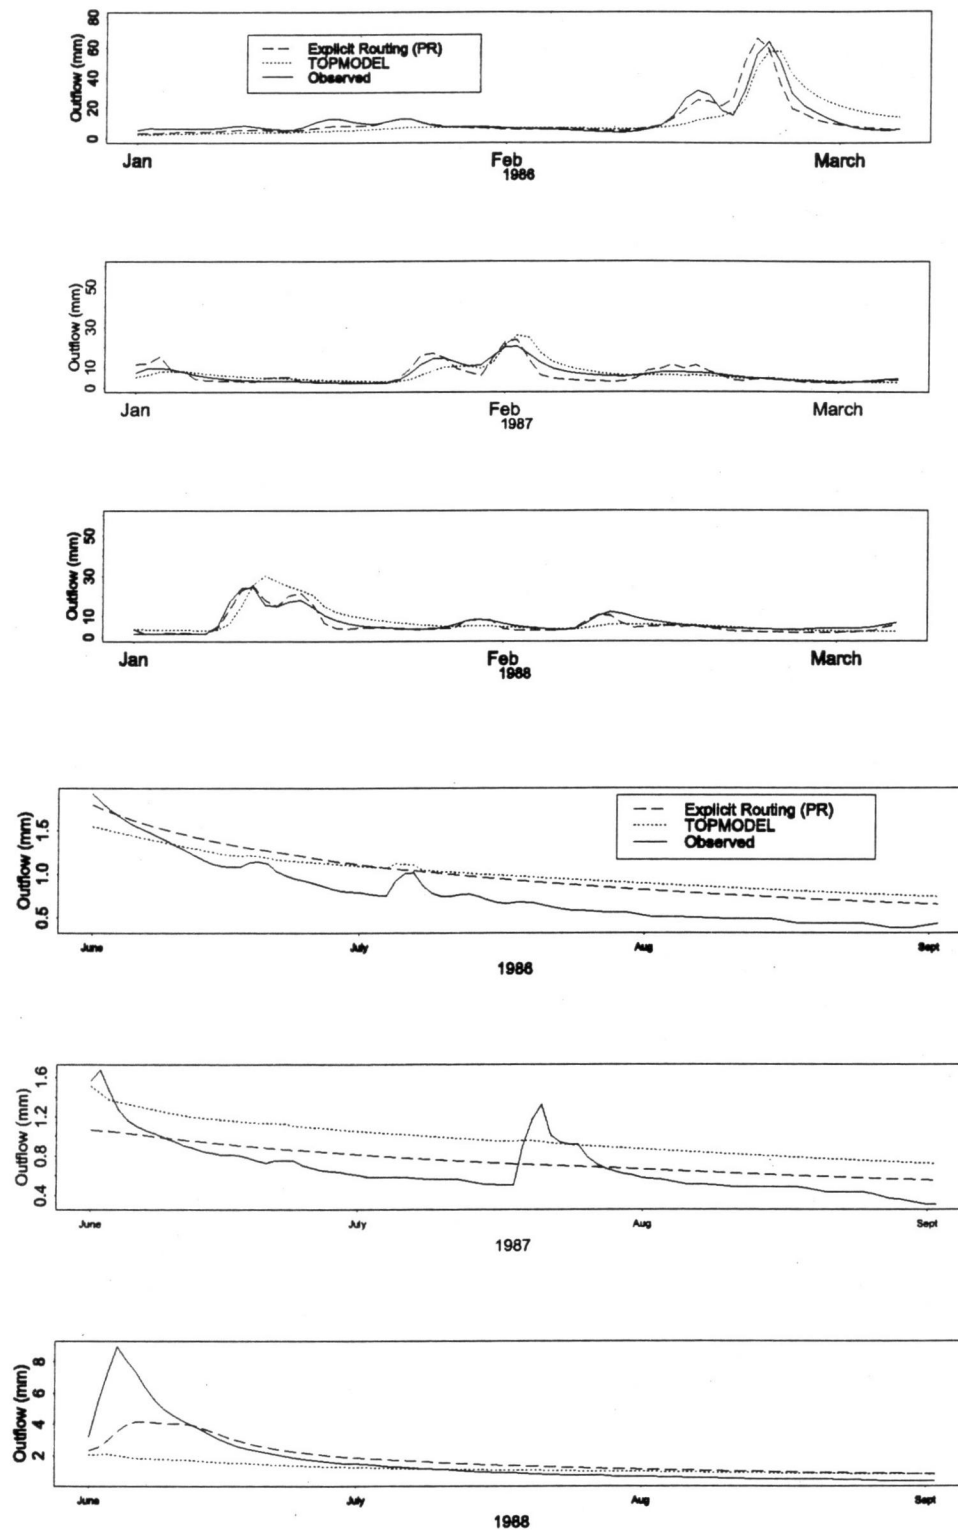 Outflow (mm)
80
60
40
20
0
Explicit Routing (PR)
TOPMODEL
Observed
Jan
Feb
March
1986
Outflow (mm)
50
30
10
0
Jan
Feb
March
1987
Outflow (mm)
50
30
10
0
Jan
Feb
March
1988
Outflow (mm)
1.5
1.0
0.5
Explicit Routing (PR)
TOPMODEL
Observed
June
July
Aug
Sept
1986
Outflow (mm)
1.6
1.2
0.8
0.4
June
July
Aug
Sept
1987
Outflow (mm)
8
6
4
2
June
July
Aug
Sept
1988